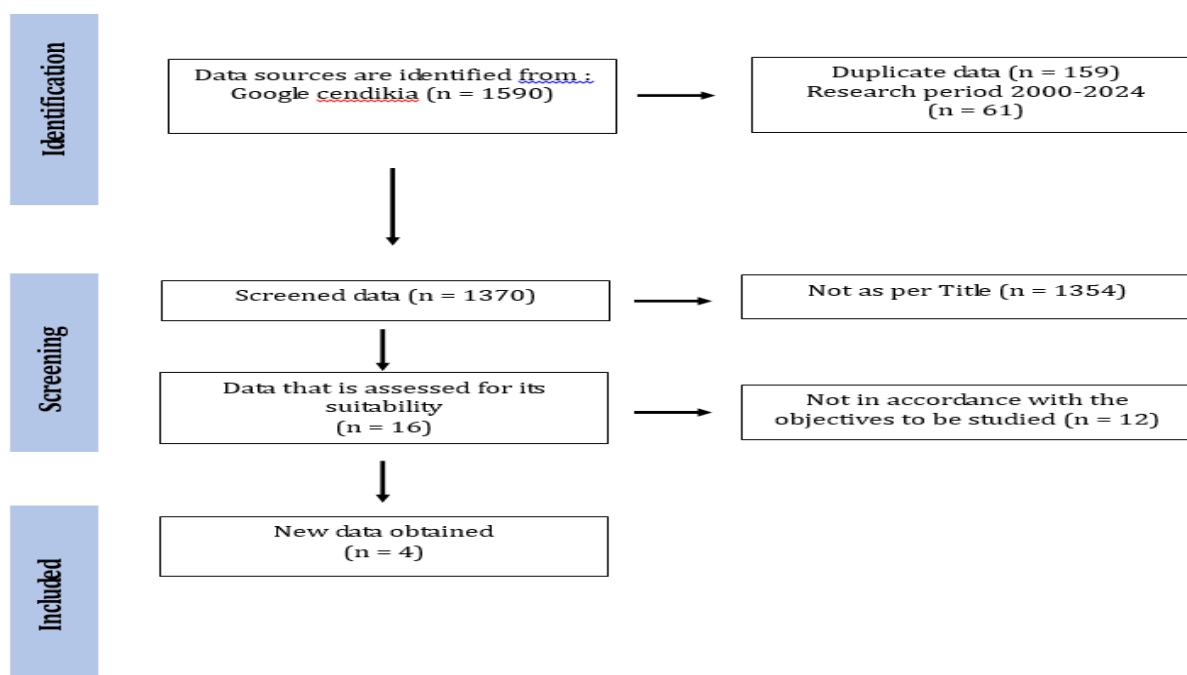 Identification
Data sources are identified from :
Google cendikia (n = 1590)
Duplicate data (n = 159)
Research period 2000-2024
(n = 61)
Screening
Screened data (n = 1370)
Not as per Title (n = 1354)
Data that is assessed for its
suitability
(n = 16)
Not in accordance with the
objectives to be studied (n = 12)
Included
New data obtained
(n = 4)